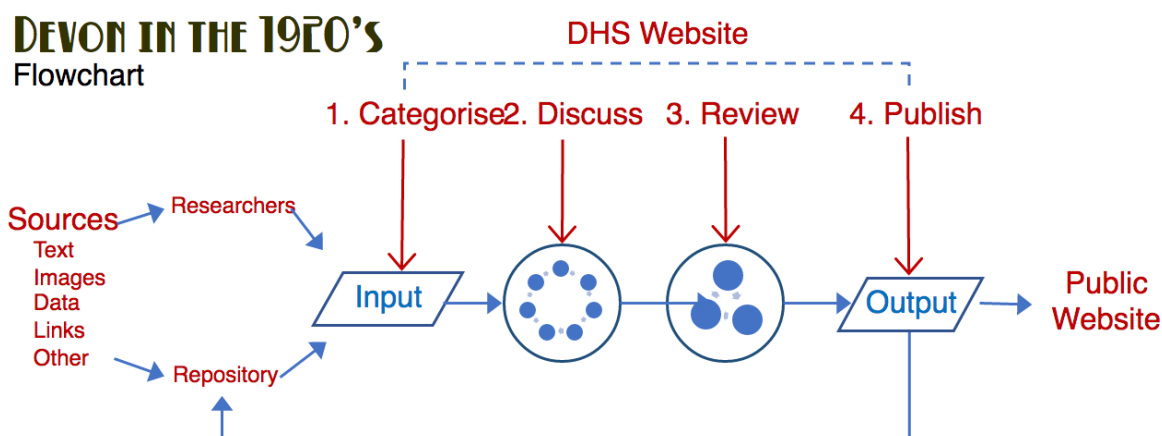 DEVON IN THE 1920'S
Flowchart
DHS Website
1. Categorise
2. Discuss
3. Review
4. Publish
Sources
Text
Images
Data
Links
Other
Researchers
Repository
Input
Output
Public
Website